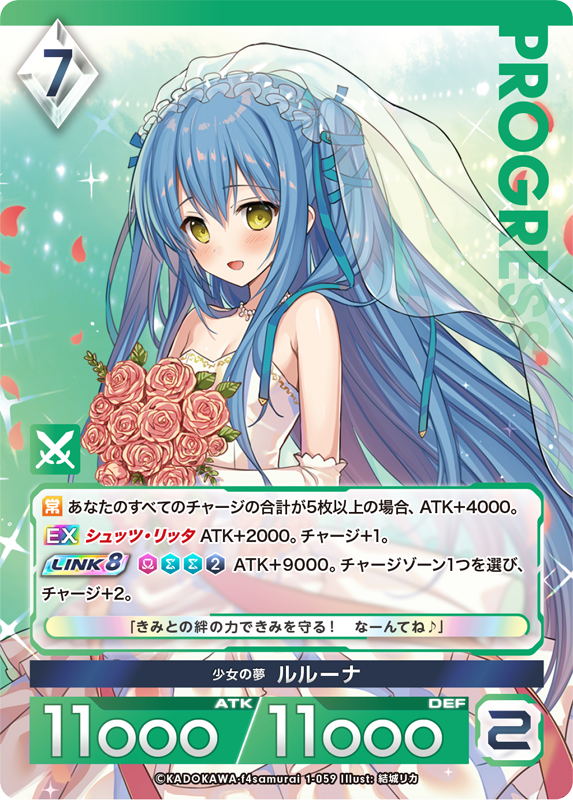 7
PROGRESS
常 あなたのすべてのチャージの合計が5枚以上の場合、ATK+4000。
EX シュッツ・リッタ ATK+2000。チャージ+1。
LINK 8 Ω Σ Σ 2 ATK+9000。チャージゾーン1つを選び、
チャージ+2。
「きみとの絆の力できみを守る! なーんてね♪」
少女の夢 ルルーナ
ATK DEF
11000 / 11000 2
©KADOKAWA-f4samurai 1-059 Illust: 結城リカ